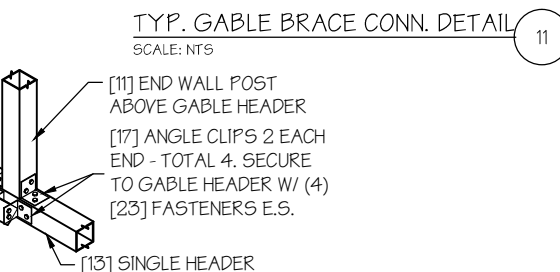 TYP. GABLE BRACE CONN. DETAIL
11
SCALE: NTS
[11] END WALL POST
ABOVE GABLE HEADER
[17] ANGLE CLIPS 2 EACH
END - TOTAL 4. SECURE
TO GABLE HEADER W/ (4)
[23] FASTENERS E.S.
[13] SINGLE HEADER